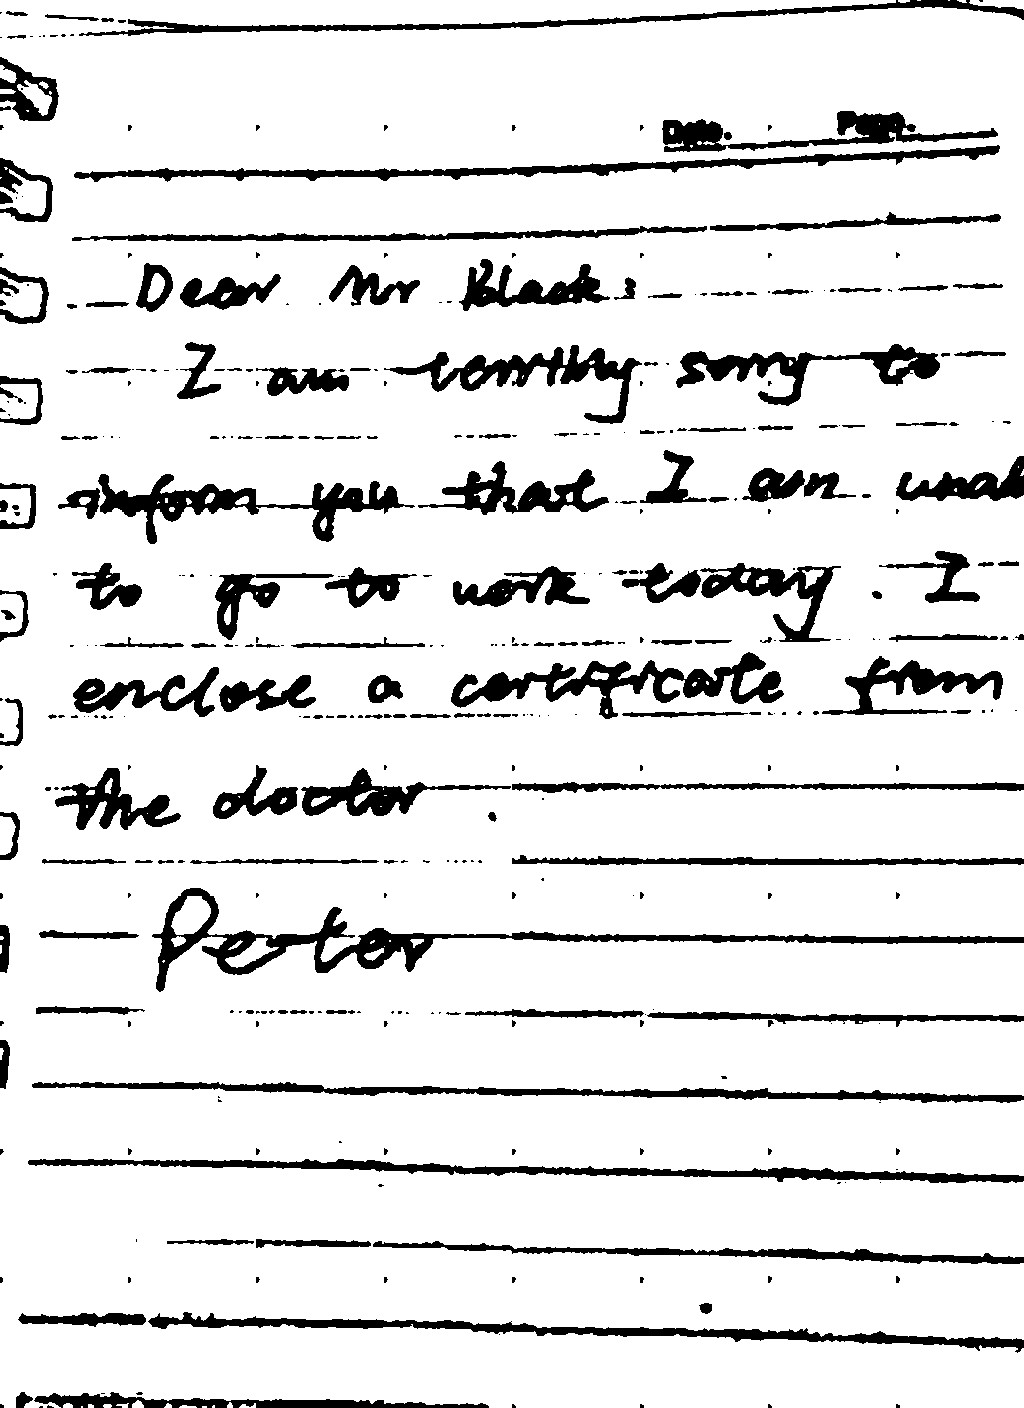 Date. Page.
Dear Mr Black:
I am terribly sorry to
inform you that I am unab
to go to work today. I
enclose a certificate from
the doctor.
Peter